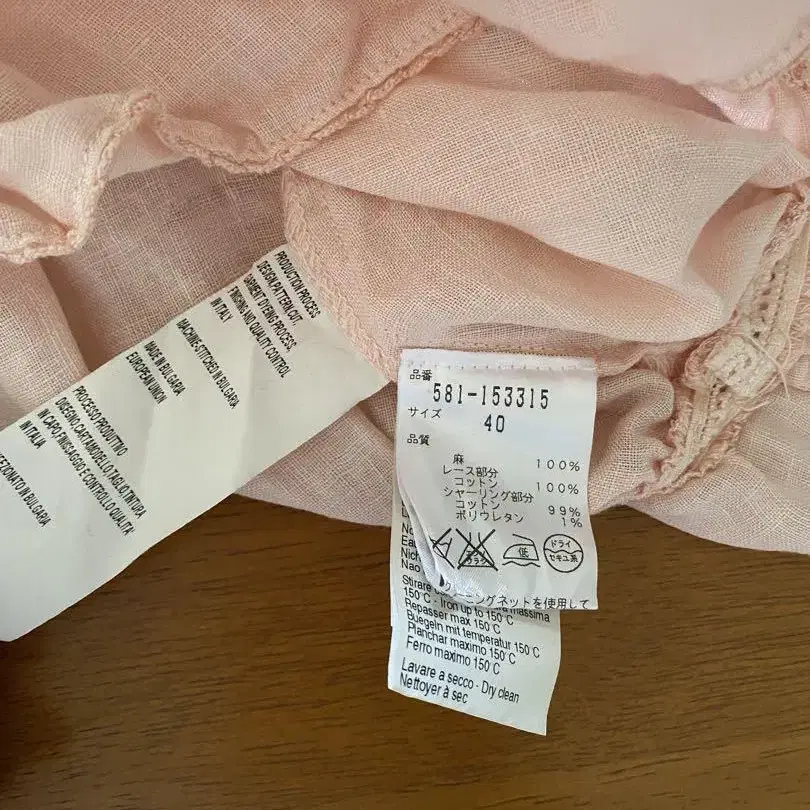 PRODUCTION PROCESS
DESIGN,PATTERN,CUT,
GARMENT DYEING PROCESS,
FINISHING AND QUALITY CONTROL
IN ITALY
MACHINE-STITCHED IN BULGARIA
MADE IN BULGARIA
EUROPEAN UNION
PROCESSO PRODUTTIVO
DISEGNO,CARTAMODELLO,TAGLIO,TINTURA
IN CAPO,FINISSAGGIO E CONTROLLO QUALITA'
IN ITALIA
IN BULGARIA
品番
581-153315
サイズ
40
品質
麻 100%
レース部分
コットン 100%
シャーリング部分
コットン 99%
ポリウレタン 1%
低
ドライ
セキユ系
ングネットを使用して
Nao
Stirare massima
150°C - Iron up to 150°C
Repasser max 150°C
Buegeln mit temperatur 150°C
Planchar maximo 150°C
Ferro maximo 150°C
Lavare a secco - Dry clean
Nettoyer à sec